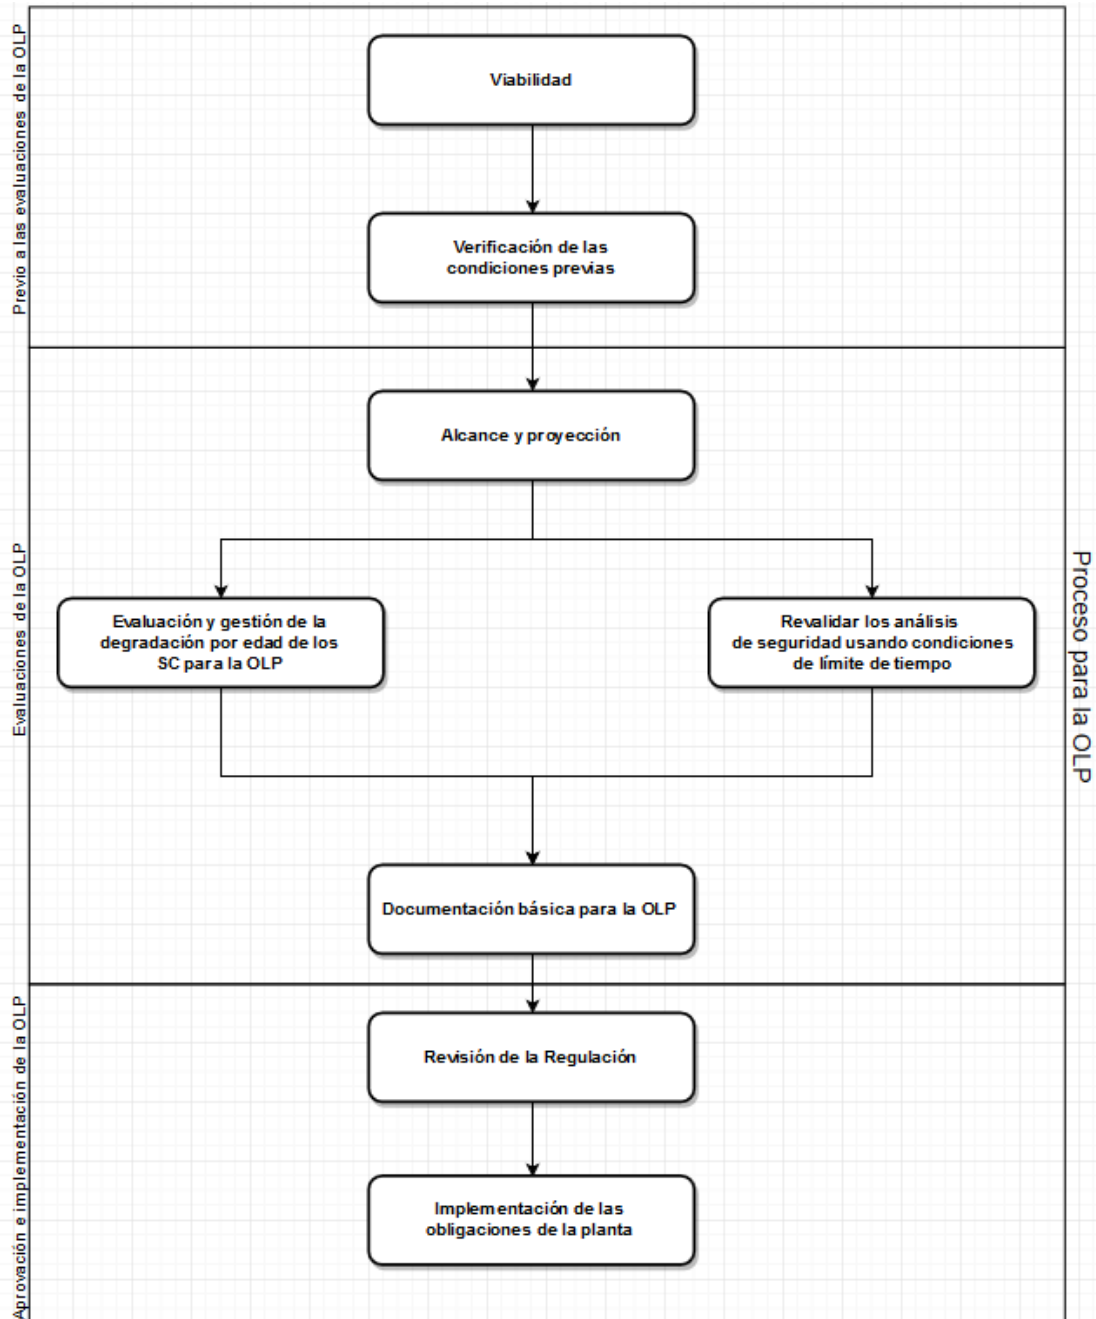 Previo a las evaluaciones de la OLP
Viabilidad
Verificación de las
condiciones previas
Evaluaciones de la OLP
Alcance y proyección
Evaluación y gestión de la
degradación por edad de los
SC para la OLP
Revalidar los análisis
de seguridad usando condiciones
de límite de tiempo
Documentación básica para la OLP
Aprovación e implementación de la OLP
Revisión de la Regulación
Implementación de las
obligaciones de la planta
Proceso para la OLP